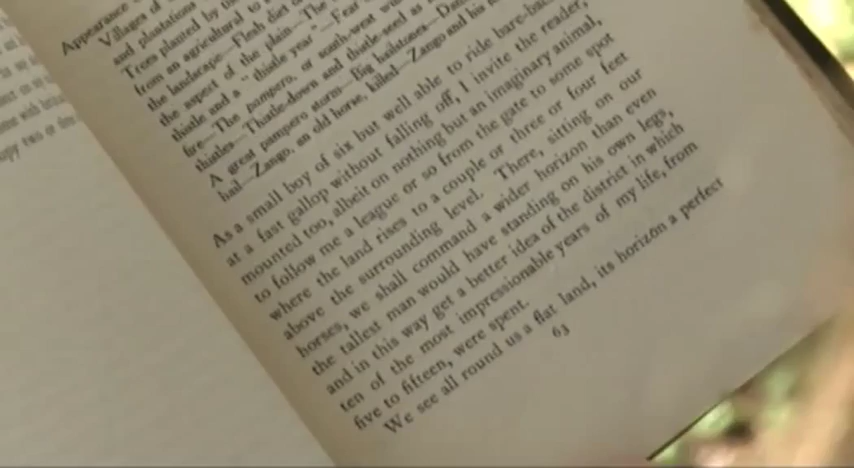 Appearance
Villages of
and plantations
Trees planted by the
from an agricultural to
the landscape—Flesh diet o
the aspect of the plain—The
thistle and a "thistle year"—Fear
fire—The pampero, or south-west wi
thistles—Thistle-down and thistle-seed as
A great pampero storm—Big hailstones—Da
hail—Zango, an old horse, killed—Zango and his
As a small boy of six but well able to ride bare-ba
at a fast gallop without falling off, I invite the reader,
mounted too, albeit on nothing but an imaginary animal,
to follow me a league or so from the gate to some spot
where the land rises to a couple or three or four feet
above the surrounding level. There, sitting on our
horses, we shall command a wider horizon than even
the tallest man would have standing on his own legs,
and in this way get a better idea of the district in which
ten of the most impressionable years of my life, from
five to fifteen, were spent.
We see all round us a flat land, its horizon a perfect
63